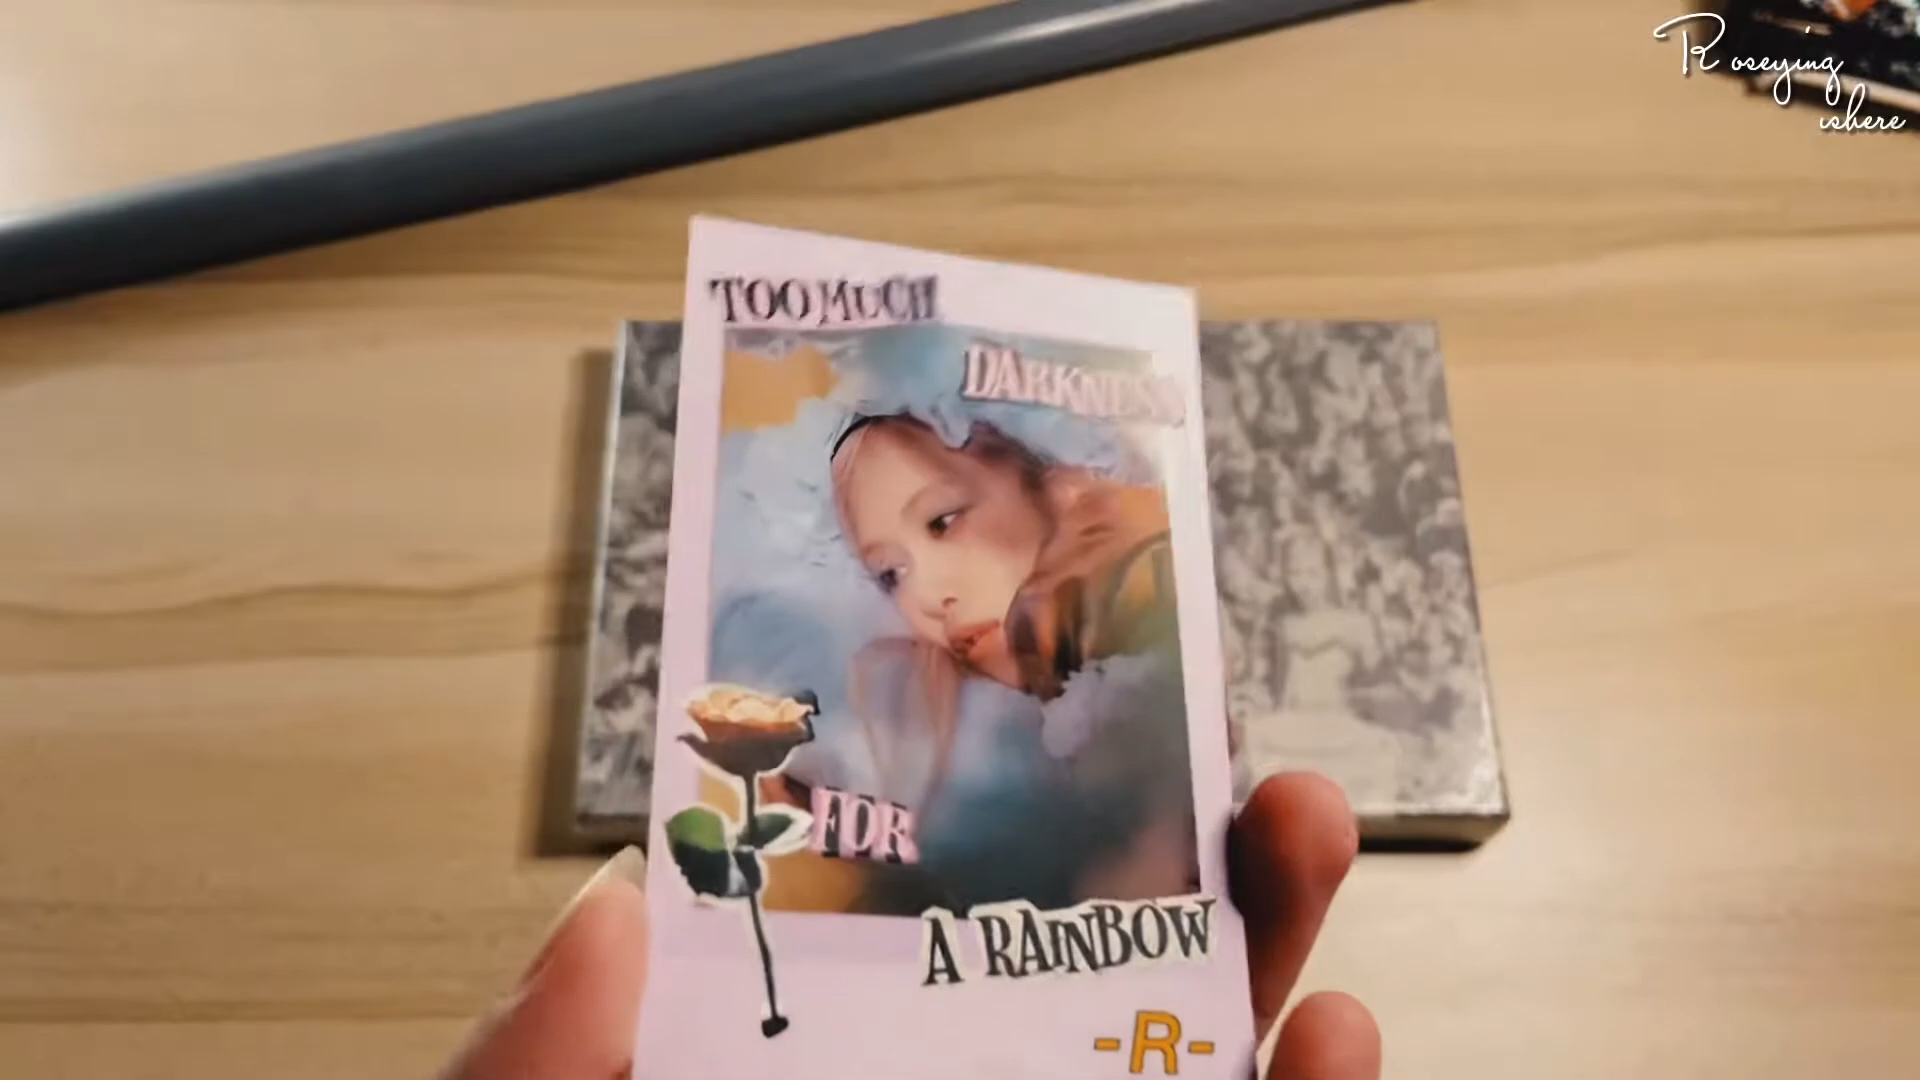 Roseying
ishere
TOO MUCH
DARKNESS
FOR
A RAINBOW
-R-